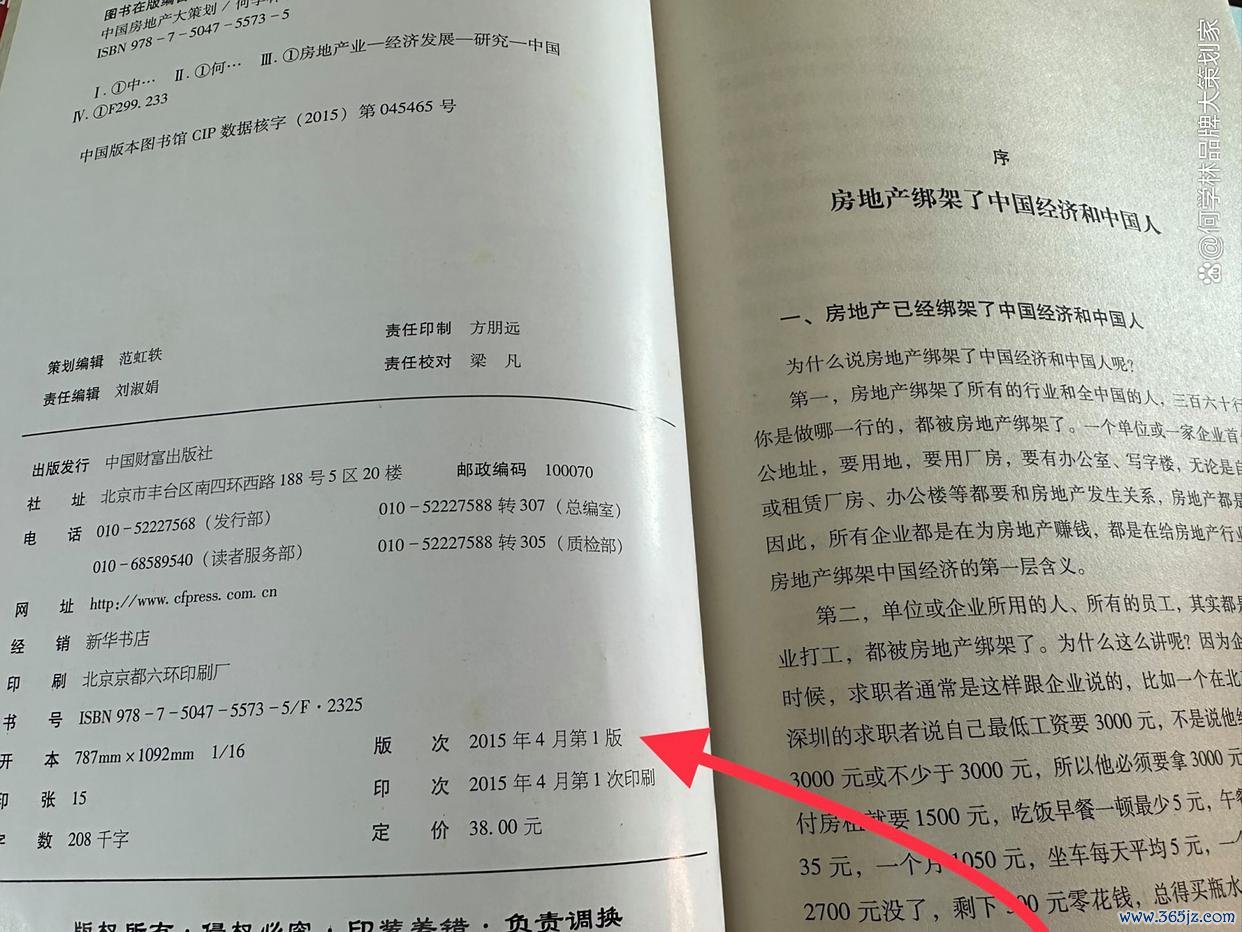 图书在版编
中国房地产大策划 / 何学林
ISBN 978-7-5047-5573-5
Ⅰ.①中… Ⅱ.①何… Ⅲ.①房地产业—经济发展—研究—中国
Ⅳ.①F299.233
中国版本图书馆 CIP 数据核字（2015）第 045465 号
策划编辑 范虹轶
责任编辑 刘淑娟
责任印制 方朋远
责任校对 梁 凡
出版发行 中国财富出版社
社 址 北京市丰台区南四环西路 188 号 5 区 20 楼 邮政编码 100070
电 话 010-52227568（发行部） 010-52227588 转 307（总编室）
010-68589540（读者服务部） 010-52227588 转 305（质检部）
网 址 http://www.cfpress.com.cn
经 销 新华书店
印 刷 北京京都六环印刷厂
书 号 ISBN 978-7-5047-5573-5/F·2325
开 本 787mm×1092mm 1/16 版 次 2015 年 4 月第 1 版
印 张 15 印 次 2015 年 4 月第 1 次印刷
字 数 208 千字 定 价 38.00 元
版权所有·侵权必究·印装差错·负责调换
序
房地产绑架了中国经济和中国人
一、房地产已经绑架了中国经济和中国人
为什么说房地产绑架了中国经济和中国人呢？
第一，房地产绑架了所有的行业和全中国的人，三百六十行
你是做哪一行的，都被房地产绑架了。一个单位或一家企业首
公地址，要用地，要用厂房，要有办公室、写字楼，无论是自
或租赁厂房、办公楼等都要和房地产发生关系，房地产都是
因此，所有企业都是在为房地产赚钱，都是在给房地产行业
房地产绑架中国经济的第一层含义。
第二，单位或企业所用的人、所有的员工，其实都是
业打工，都被房地产绑架了。为什么这么讲呢？因为企
时候，求职者通常是这样跟企业说的，比如一个在北
深圳的求职者说自己最低工资要 3000 元，不是说他给
3000 元或不少于 3000 元，所以他必须要拿 3000 元
付房租就要 1500 元，吃饭早餐一顿最少 5 元，午餐
35 元，一个月 1050 元，坐车每天平均 5 元，一个
2700 元没了，剩下 300 元零花钱，总得买瓶水
@何学林品牌大策划家
www.365jz.com